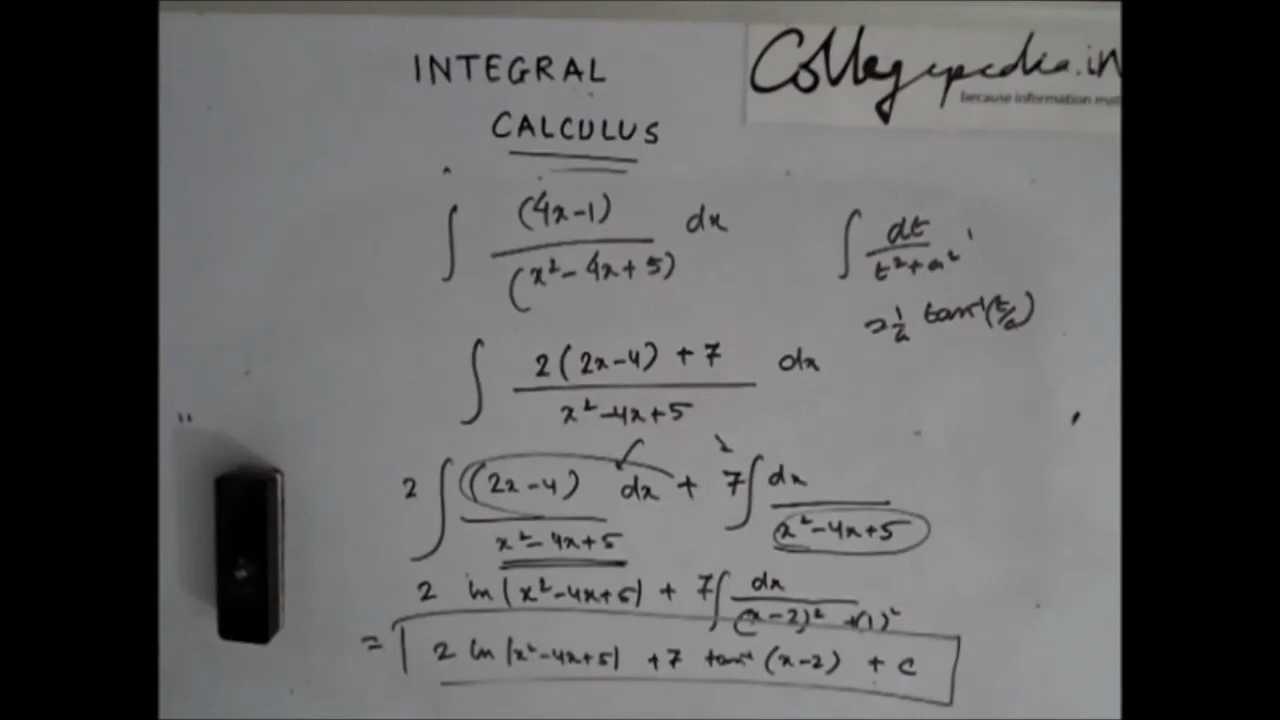 INTEGRAL
CALCULUS
Collegepedia.in
because information mat
∫ (4x-1) / (x² - 4x + 5) dx
∫ dt / t² + a²
= 1/a tan⁻¹(t/a)
∫ 2(2x-4) + 7 / x² - 4x + 5 dx
2 ∫ (2x-4) / x² - 4x + 5 dx + 7 ∫ dx / x² - 4x + 5
2 ln |x² - 4x + 5| + 7 ∫ dx / (x-2)² + (1)²
= 2 ln |x² - 4x + 5| + 7 tan⁻¹ (x-2) + c